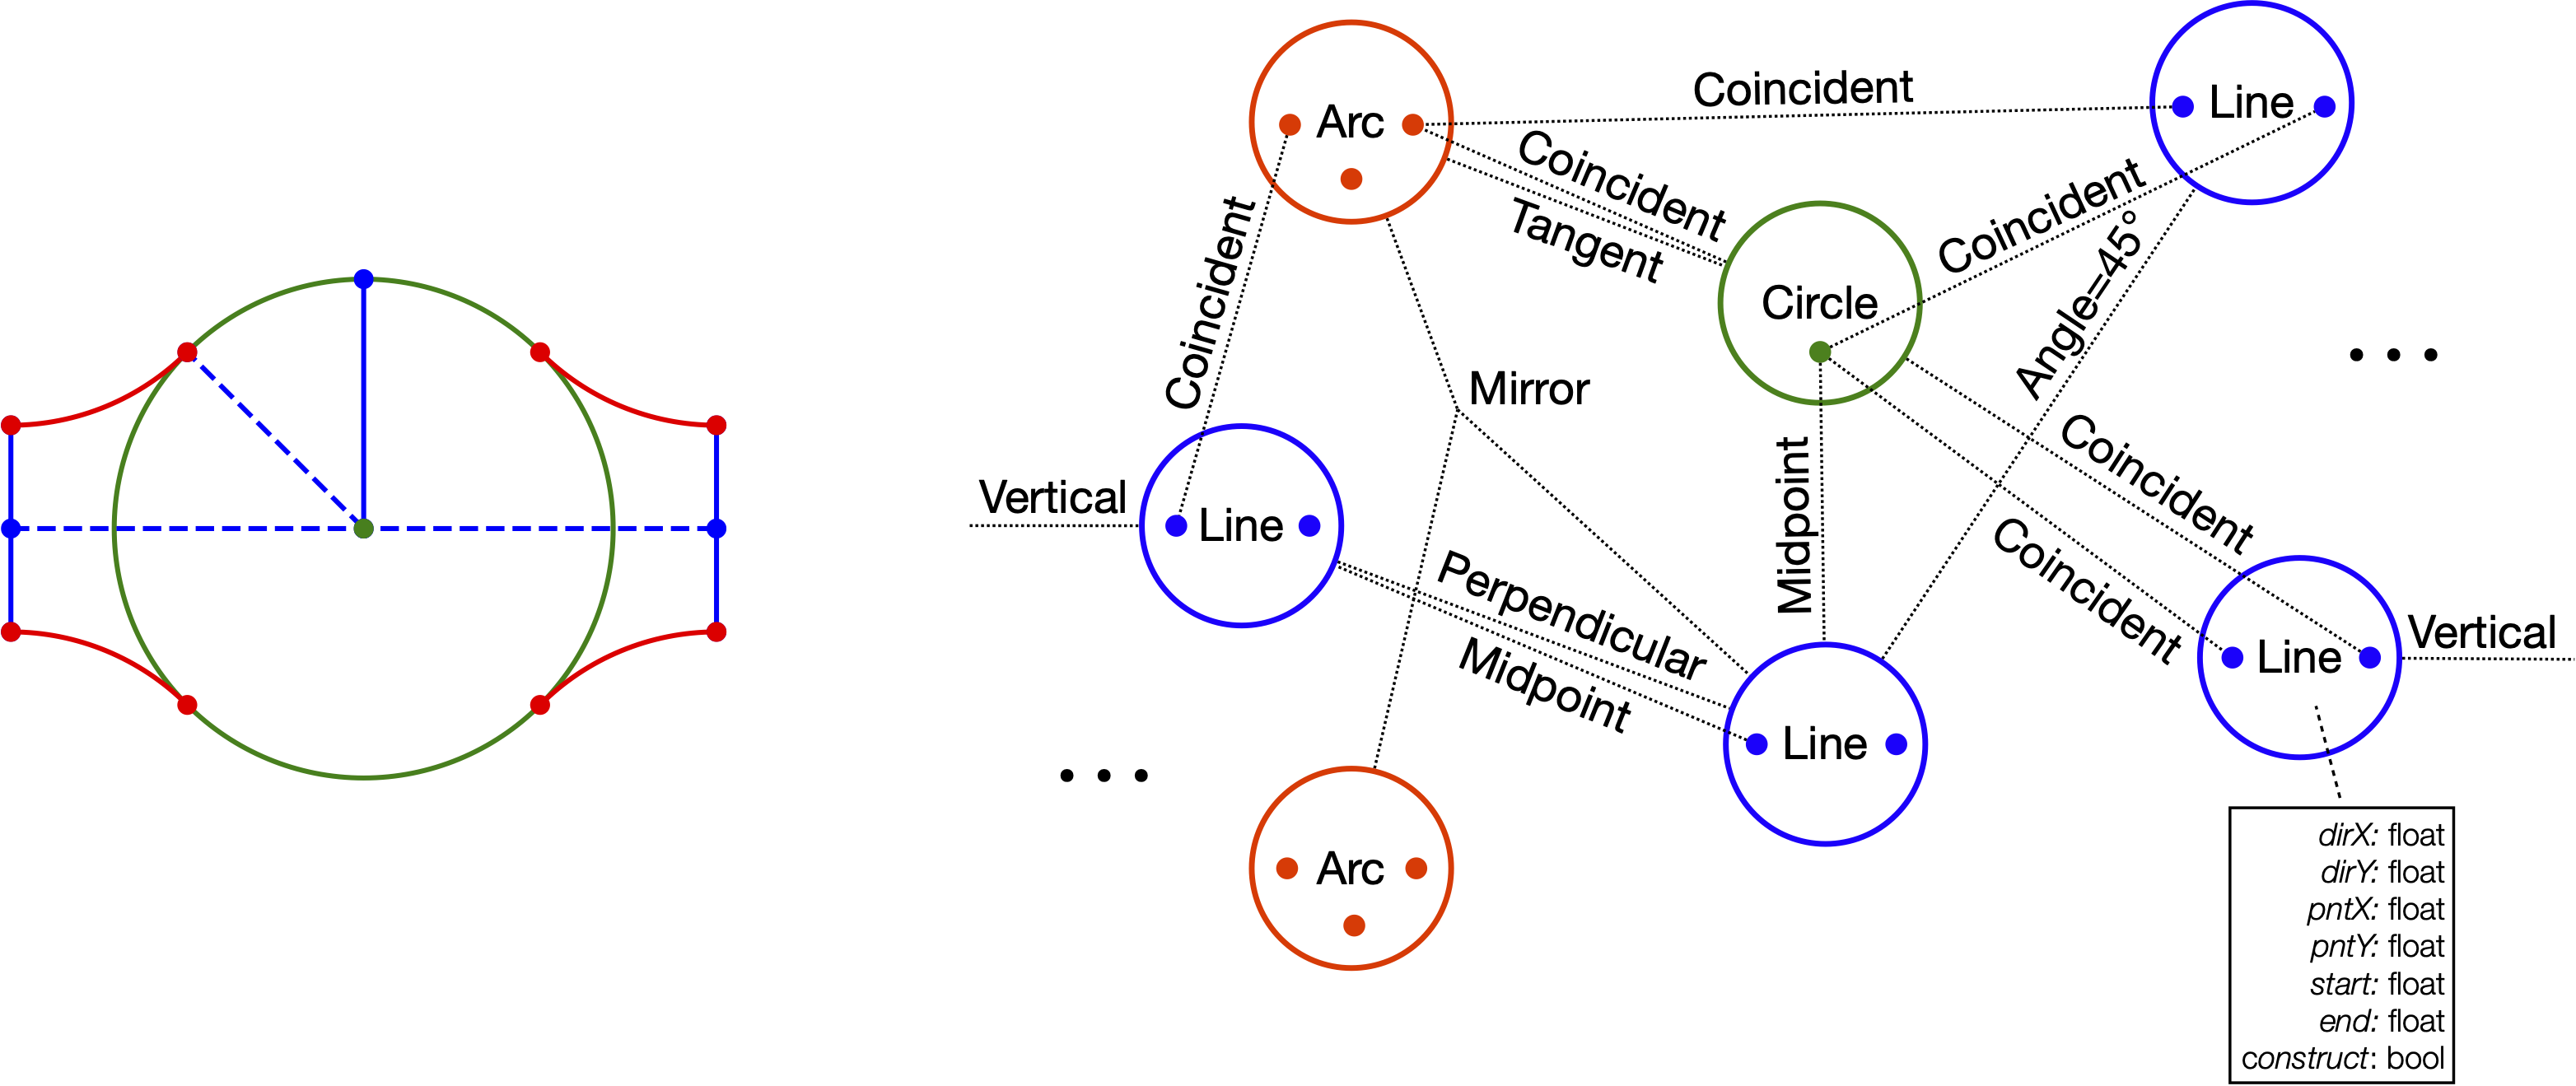 Arc
Coincident
Line
Coincident
Tangent
Coincident
Coincident
Circle
Angle=45°
Mirror
Vertical
Line
Midpoint
Coincident
Coincident
Perpendicular
Midpoint
Line
Line
Vertical
Arc
dirX: float
dirY: float
pntX: float
pntY: float
start: float
end: float
construct: bool